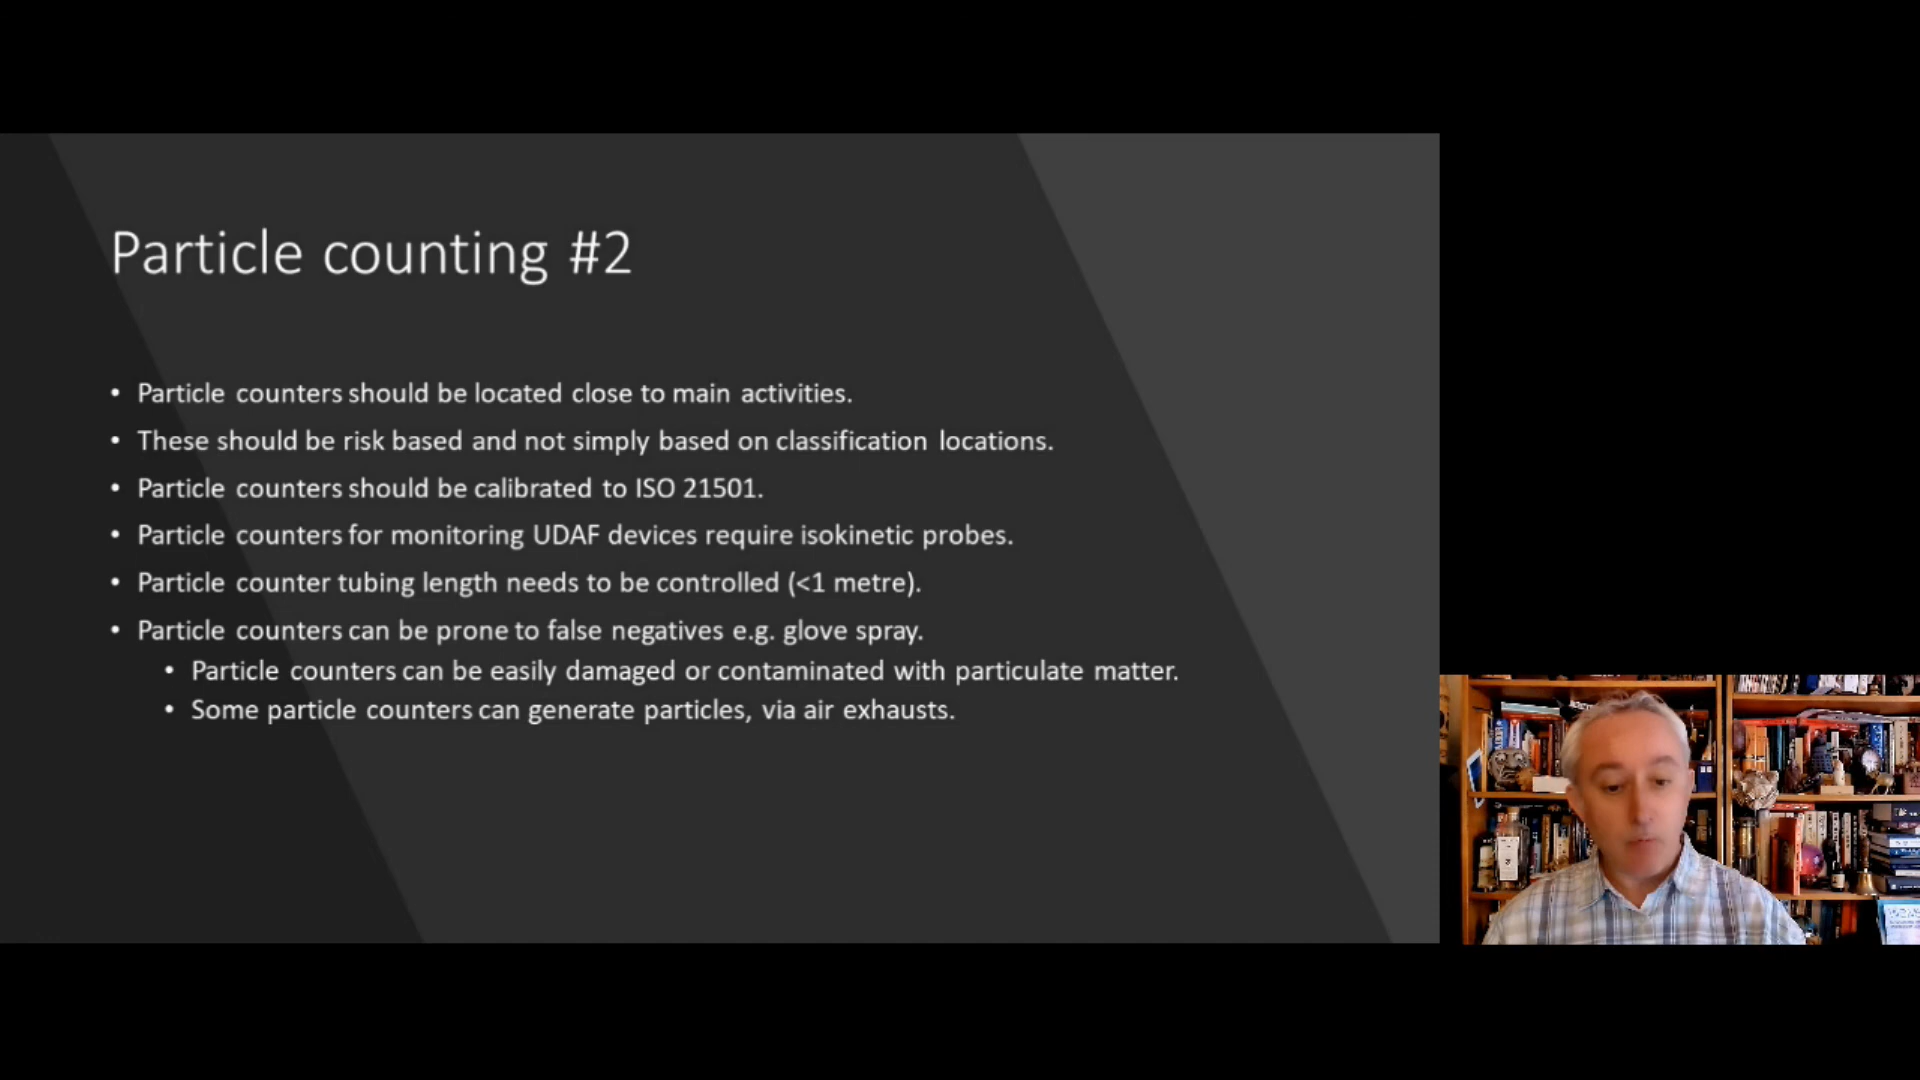 Particle counting #2
• Particle counters should be located close to main activities.
• These should be risk based and not simply based on classification locations.
• Particle counters should be calibrated to ISO 21501.
• Particle counters for monitoring UDAF devices require isokinetic probes.
• Particle counter tubing length needs to be controlled (<1 metre).
• Particle counters can be prone to false negatives e.g. glove spray.
• Particle counters can be easily damaged or contaminated with particulate matter.
• Some particle counters can generate particles, via air exhausts.